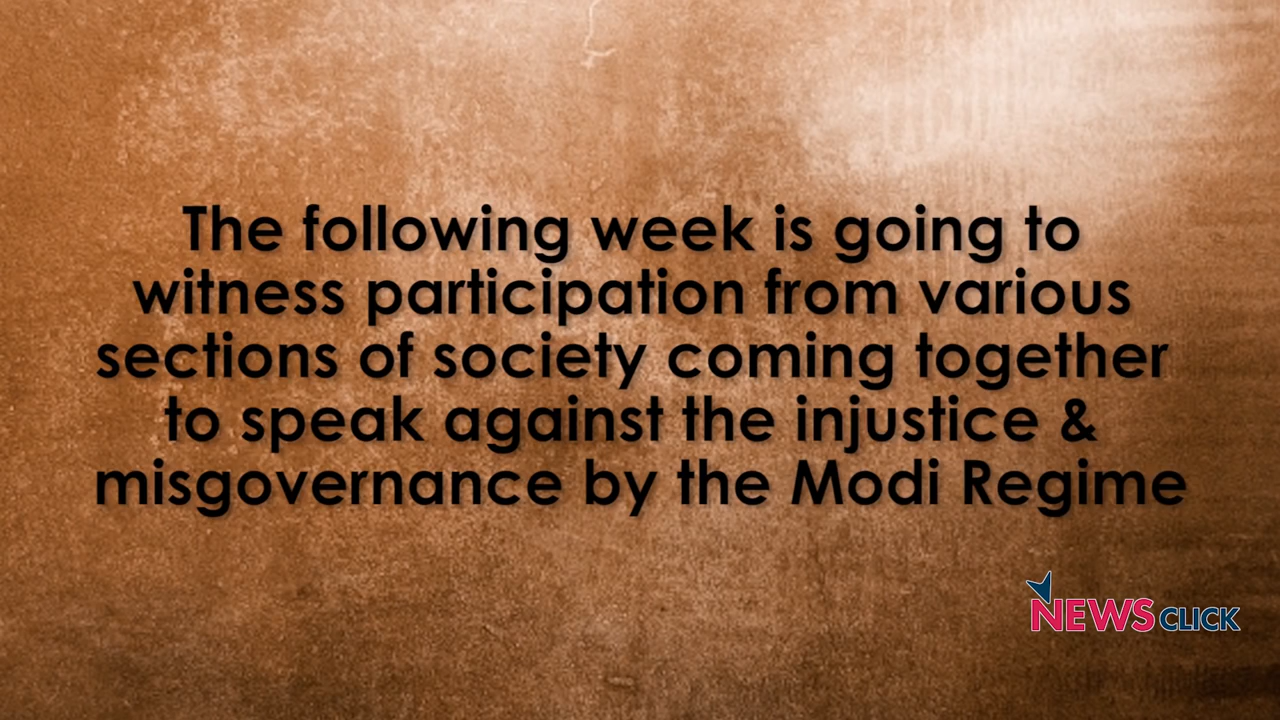 The following week is going to
witness participation from various
sections of society coming together
to speak against the injustice &
misgovernance by the Modi Regime
NEWSCLICK